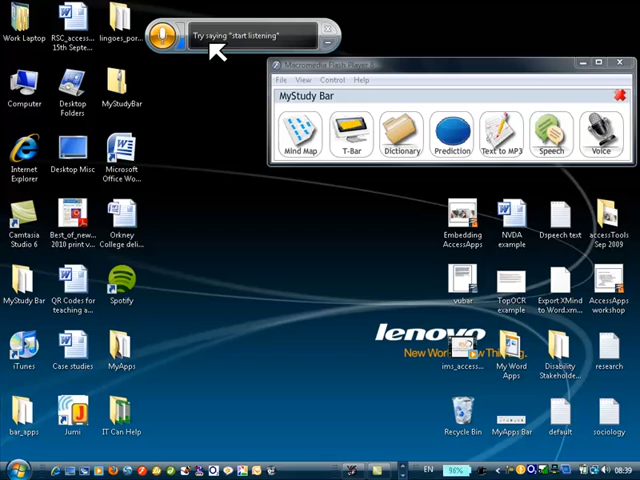 Work Laptop
RSC_access...
15th Septe...
lingoes_por...
Try saying "start listening"
Macromedia Flash Player 8
File View Control Help
MyStudy Bar
Mind Map
T-Bar
Dictionary
Prediction
Text to MP3
Speech
Voice
Computer
Desktop
Folders
MyStudyBar
Internet
Explorer
Desktop Misc
Microsoft
Office Wo...
Camtasia
Studio 6
Best_of_new...
2010 print v...
Orkney
College deli...
Embedding
AccessApps
NVDA
example
Dspeech text
accessTools
Sep 2009
MyStudy Bar
QR Codes for
teaching a...
Spotify
vubar
TopOCR
example
Export XMind
to Word.xm...
AccessApps
workshop
lenovo
New World. New Thinking.
iTunes
Case studies
MyApps
ims_access...
My Word
Apps
Disability
Stakeholde...
research
bar_apps
Jumi
IT Can Help
Recycle Bin
MyApps Bar
default
sociology
EN
96%
08:39